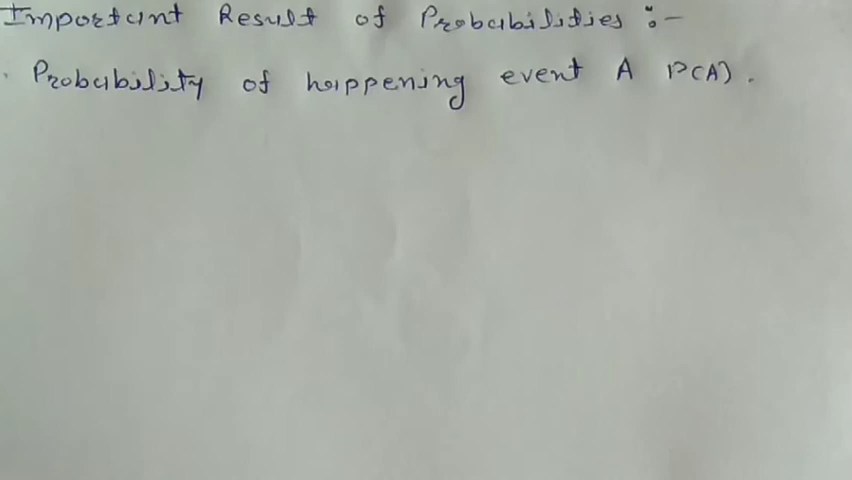 Important Result of Probabilities :-
Probability of happening event A P(A).